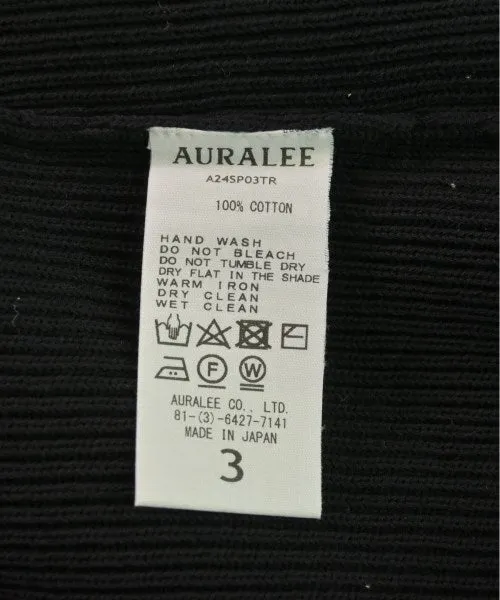 AURALEE
A24SP03TR
100% COTTON
HAND WASH
DO NOT BLEACH
DO NOT TUMBLE DRY
DRY FLAT IN THE SHADE
WARM IRON
DRY CLEAN
WET CLEAN
F W
AURALEE CO., LTD.
81-(3)-6427-7141
MADE IN JAPAN
3